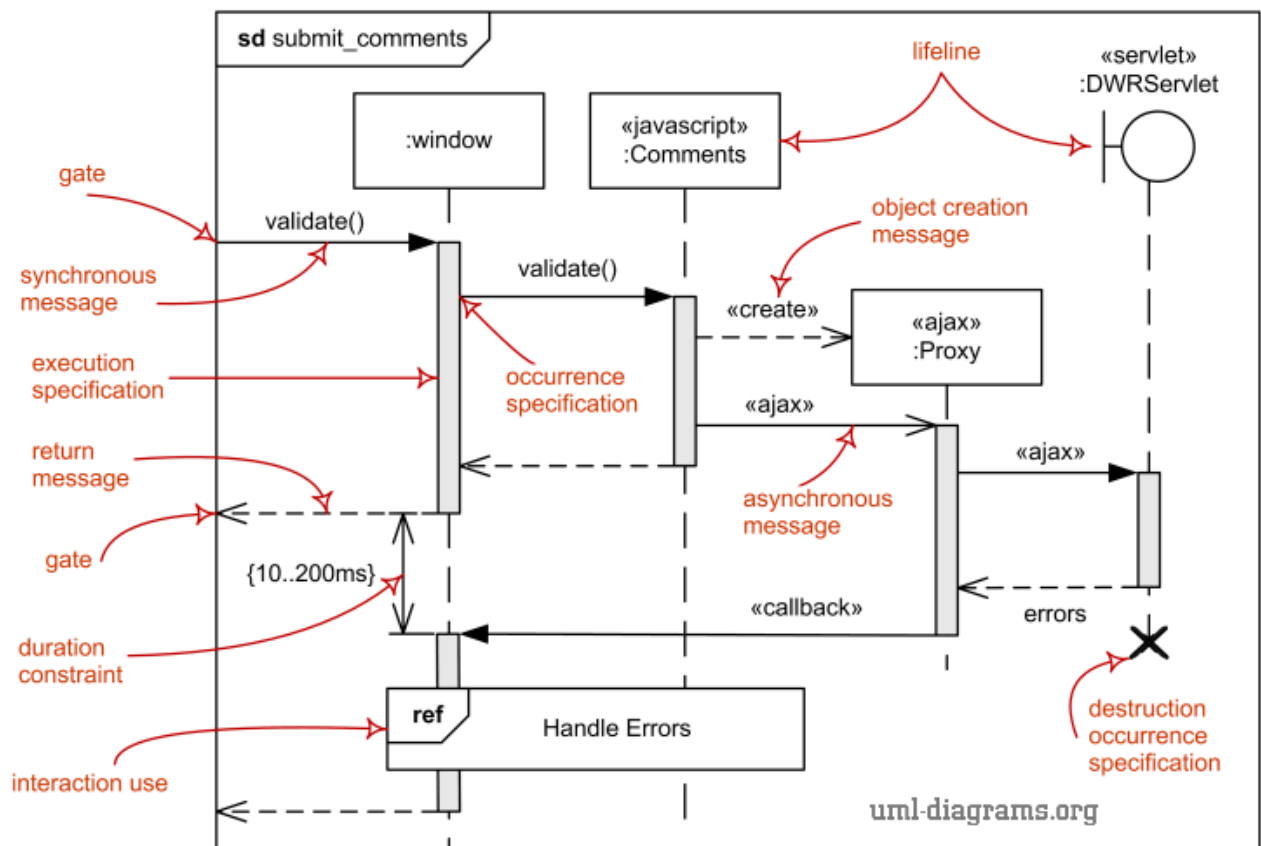 sd submit_comments
lifeline
«servlet»
:DWRServlet
:window
«javascript»
:Comments
gate
validate()
object creation
message
synchronous
message
validate()
«create»
«ajax»
:Proxy
execution
specification
occurrence
specification
«ajax»
return
message
«ajax»
asynchronous
message
gate
{10..200ms}
«callback»
errors
duration
constraint
ref
Handle Errors
destruction
occurrence
specification
interaction use
uml-diagrams.org